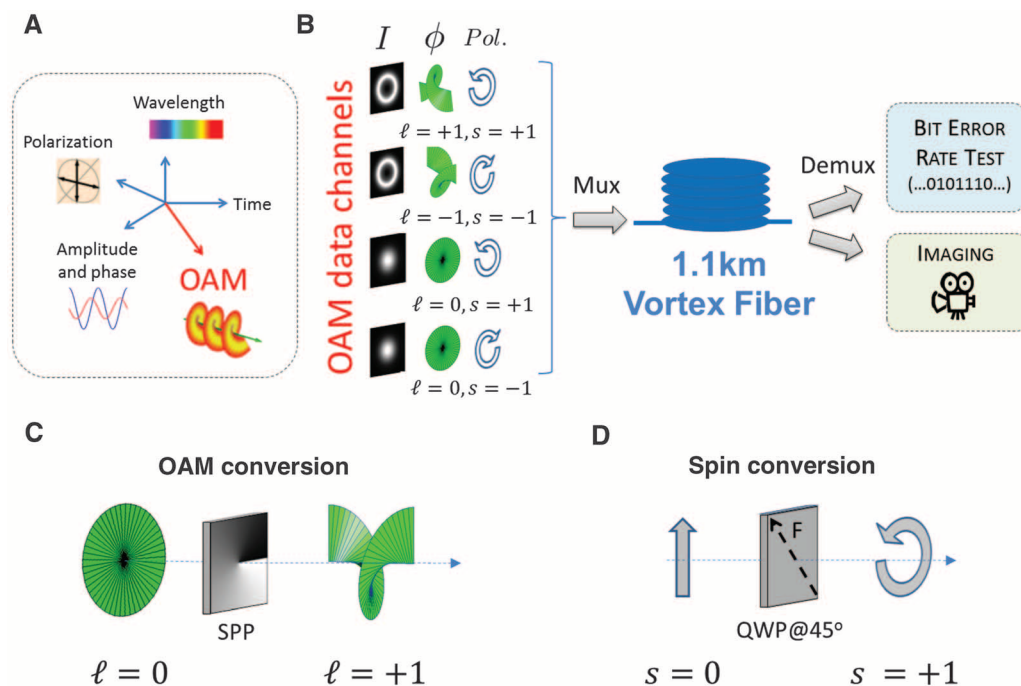 A
Wavelength
Polarization
Time
Amplitude
and phase
OAM
B
I ϕ Pol.
OAM data channels
ℓ = +1, s = +1
ℓ = −1, s = −1
ℓ = 0, s = +1
ℓ = 0, s = −1
Mux
1.1km
Vortex Fiber
Demux
BIT ERROR
RATE TEST
(...0101110...)
IMAGING
C
OAM conversion
SPP
ℓ = 0
ℓ = +1
D
Spin conversion
F
QWP@45°
s = 0
s = +1